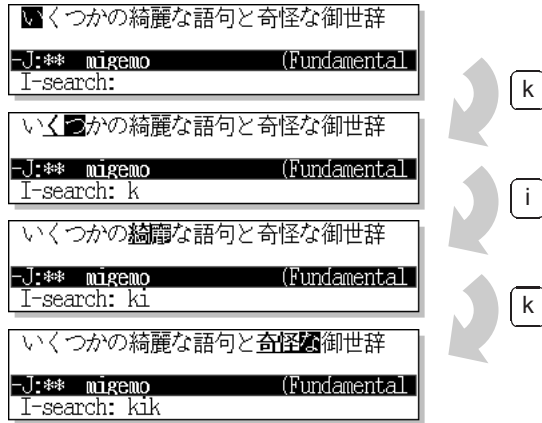 いくつかの綺麗な語句と奇怪な御世辞
-J:** migemo (Fundamental
I-search:
k
いくつかの綺麗な語句と奇怪な御世辞
-J:** migemo (Fundamental
I-search: k
i
いくつかの綺麗な語句と奇怪な御世辞
-J:** migemo (Fundamental
I-search: ki
k
いくつかの綺麗な語句と奇怪な御世辞
-J:** migemo (Fundamental
I-search: kik